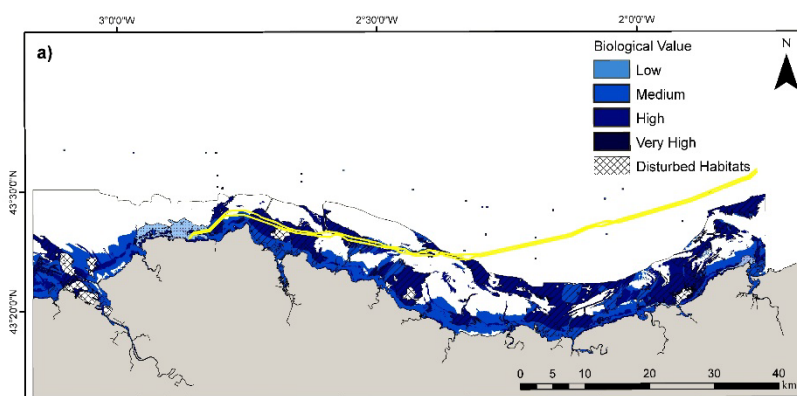 3°0'0"W 2°30'0"W 2°0'0"W
a)
Biological Value
N
Low
Medium
High
Very High
Disturbed Habitats
43°30'0"N
43°20'0"N
0 5 10 20 30 40
km